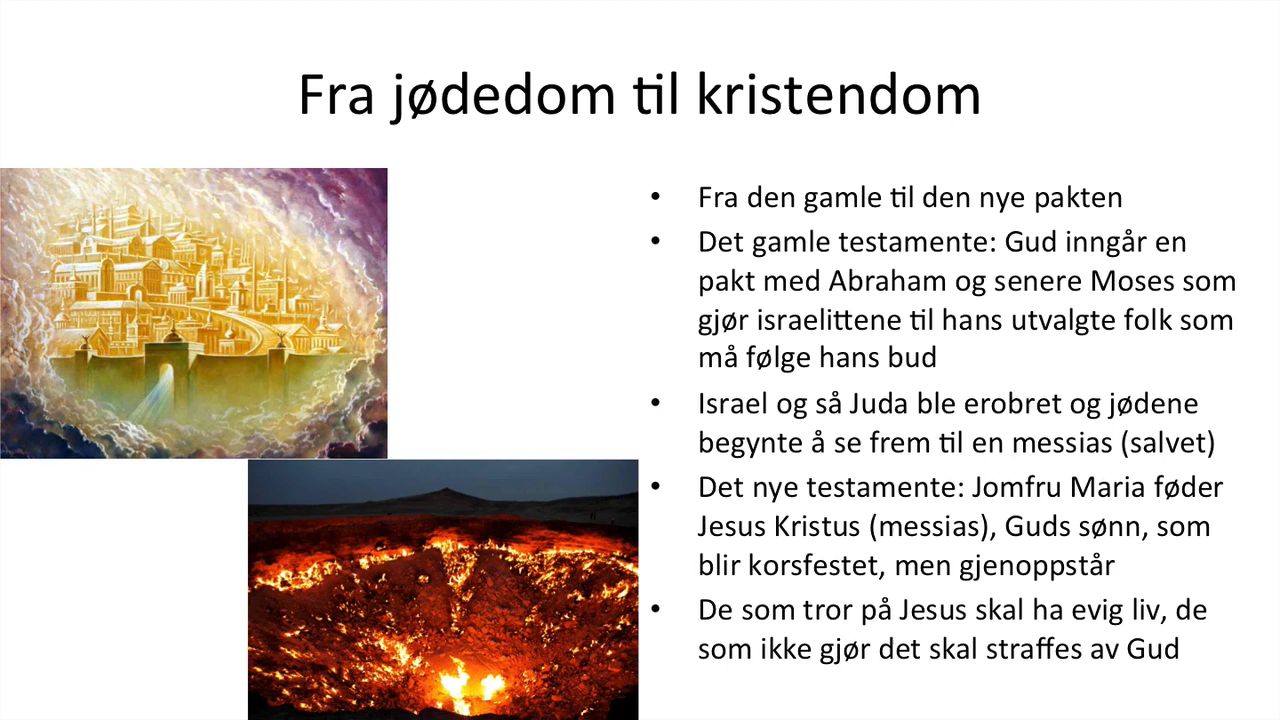 Fra jødedom til kristendom
• Fra den gamle til den nye pakten
• Det gamle testamente: Gud inngår en
pakt med Abraham og senere Moses som
gjør israelittene til hans utvalgte folk som
må følge hans bud
• Israel og så Juda ble erobret og jødene
begynte å se frem til en messias (salvet)
• Det nye testamente: Jomfru Maria føder
Jesus Kristus (messias), Guds sønn, som
blir korsfestet, men gjenoppstår
• De som tror på Jesus skal ha evig liv, de
som ikke gjør det skal straffes av Gud